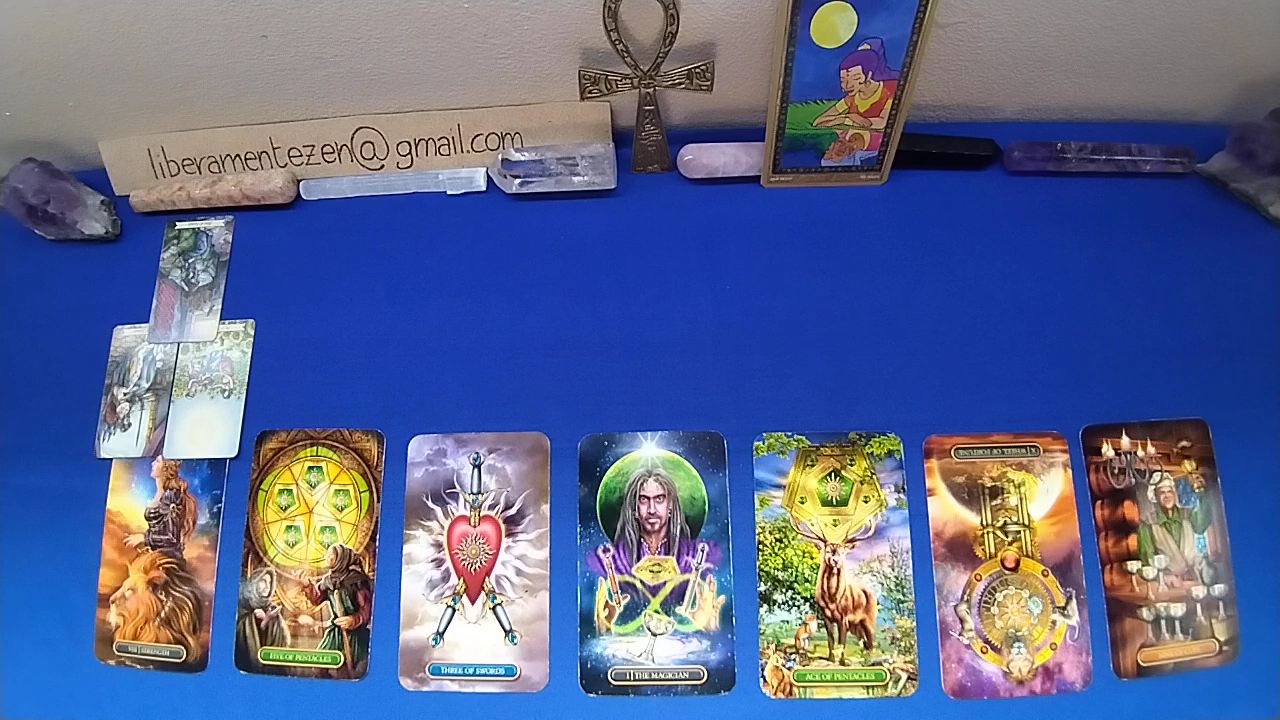 liberamentezen@gmail.com
VIII STRENGTH
FIVE OF PENTACLES
THREE OF SWORDS
I THE MAGICIAN
ACE OF PENTACLES
X WHEEL OF FORTUNE